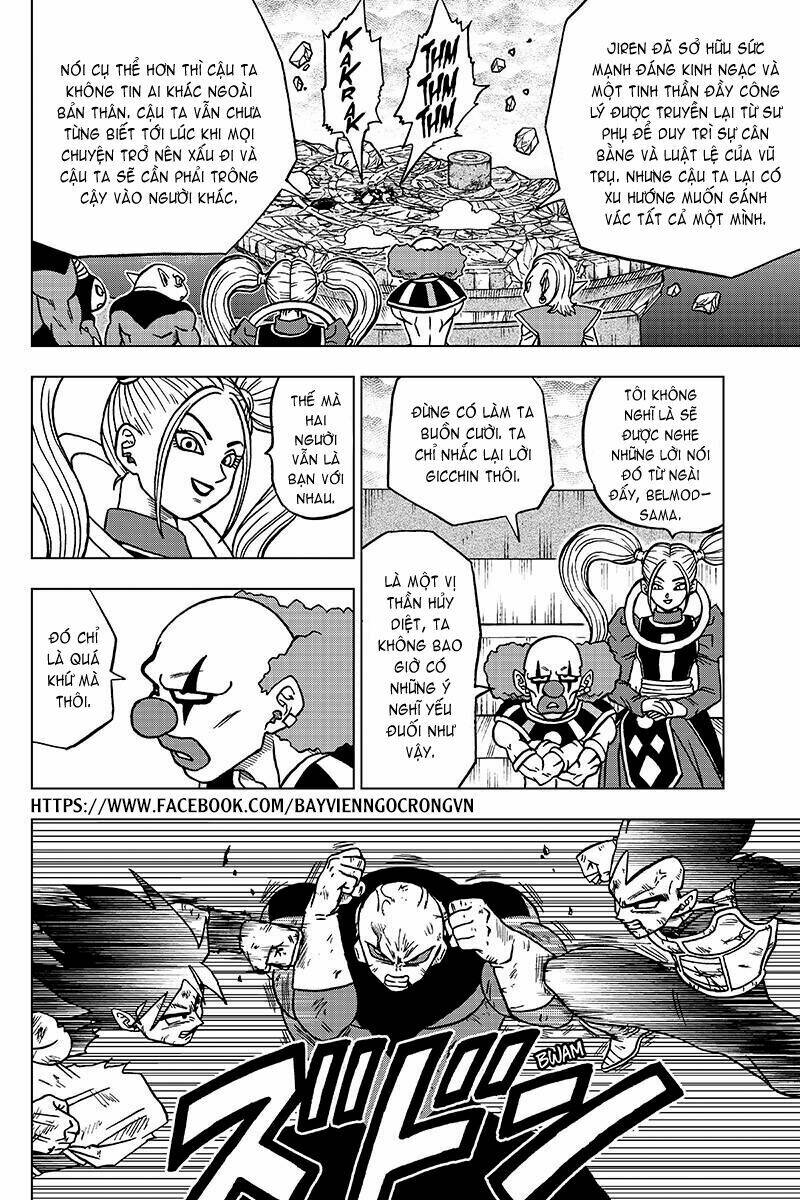 JIREN ĐÃ SỞ HỮU SỨC
MẠNH ĐÁNG KINH NGẠC VÀ
MỘT TINH THẦN ĐẦY CÔNG
LÝ ĐƯỢC TRUYỀN LẠI TỪ SƯ
PHỤ ĐỂ DUY TRÌ SỰ CÂN
BẰNG VÀ LUẬT LỆ CỦA VŨ
TRỤ. NHƯNG CẬU TA LẠI CÓ
XU HƯỚNG MUỐN GÁNH
VÁC TẤT CẢ MỘT MÌNH.
THM
THM
THM
KAKRAK
NÓI CỤ THỂ HƠN THÌ CẬU TA
KHÔNG TIN AI KHÁC NGOÀI
BẢN THÂN. CẬU TA VẪN CHƯA
TỪNG BIẾT TỚI LÚC KHI MỌI
CHUYỆN TRỞ NÊN XẤU ĐI VÀ
CẬU TA SẼ CẦN PHẢI TRÔNG
CẬY VÀO NGƯỜI KHÁC.
TÔI KHÔNG
NGHĨ LÀ SẼ
ĐƯỢC NGHE
NHỮNG LỜI NÓI
ĐÓ TỪ NGÀI
ĐẤY, BELMOD-
SAMA.
ĐỪNG CÓ LÀM TA
BUỒN CƯỜI. TA
CHỈ NHẮC LẠI LỜI
GICCHIN THÔI.
LÀ MỘT VỊ
THẦN HỦY
DIỆT, TA
KHÔNG BAO
GIỜ CÓ
NHỮNG Ý
NGHĨ YẾU
ĐUỐI NHƯ
VẬY.
THẾ MÀ
HAI
NGƯỜI
VẪN LÀ
BẠN VỚI
NHAU.
ĐÓ CHỈ
LÀ QUÁ
KHỨ MÀ
THÔI.
HTTPS://WWW.FACEBOOK.COM/BAYVIENNGOCRONGVN
BWAM
ズドドン